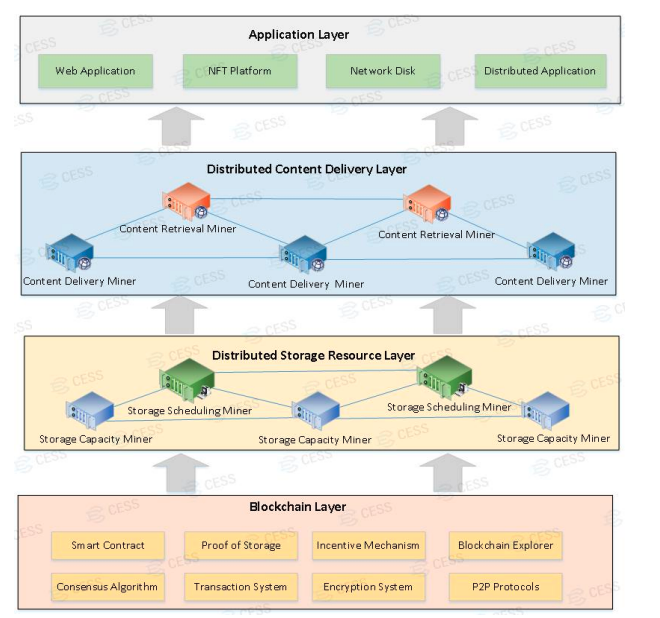 Application Layer
Web Application
NFT Platform
Network Disk
Distributed Application
Distributed Content Delivery Layer
Content Retrieval Miner
Content Retrieval Miner
Content Delivery Miner
Content Delivery Miner
Content Delivery Miner
Distributed Storage Resource Layer
Storage Scheduling Miner
Storage Scheduling Miner
Storage Capacity Miner
Storage Capacity Miner
Storage Capacity Miner
Blockchain Layer
Smart Contract
Proof of Storage
Incentive Mechanism
Blockchain Explorer
Consensus Algorithm
Transaction System
Encryption System
P2P Protocols
CESS